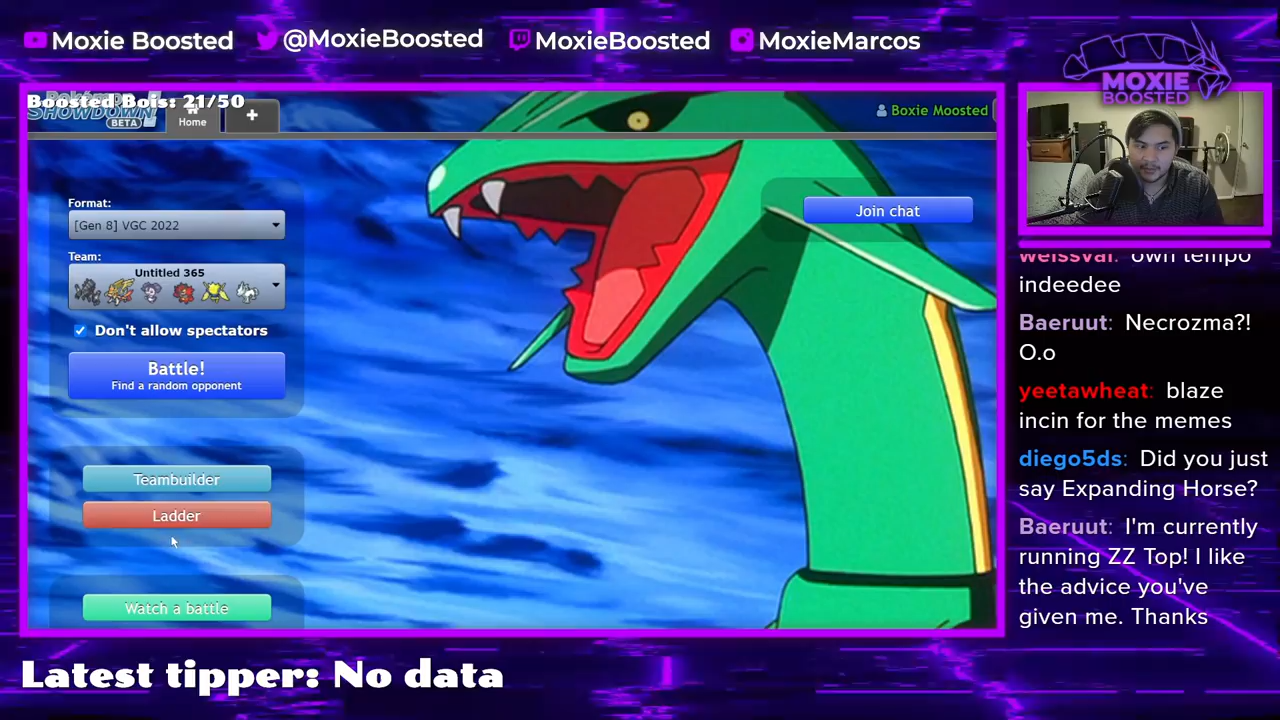 Moxie Boosted
@MoxieBoosted
MoxieBoosted
MoxieMarcos
MOXIE
BOOSTED
Boosted Bois: 21/50
SHOWDOWN
BETA
Home
+
Boxie Moosted
Format:
[Gen 8] VGC 2022
Team:
Untitled 365
Don't allow spectators
Battle!
Find a random opponent
Teambuilder
Ladder
Watch a battle
Join chat
weissval: own tempo
indeedee
Baeruut: Necrozma?!
O.o
yeetawheat: blaze
incin for the memes
diego5ds: Did you just
say Expanding Horse?
Baeruut: I'm currently
running ZZ Top! I like
the advice you've
given me. Thanks
Latest tipper: No data